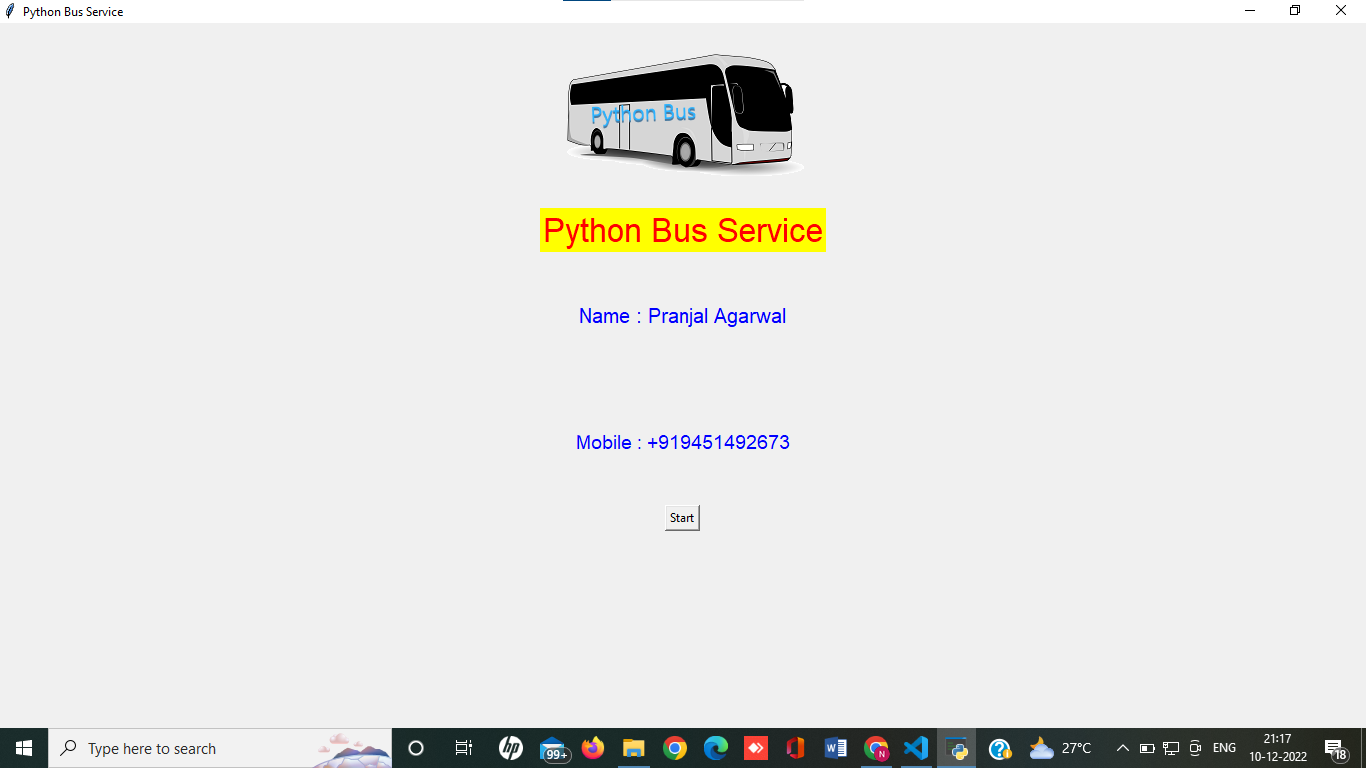 Python Bus Service
Python Bus
Python Bus Service
Name : Pranjal Agarwal
Mobile : +919451492673
Start
Type here to search
99+
N
27°C
ENG
21:17
10-12-2022
18